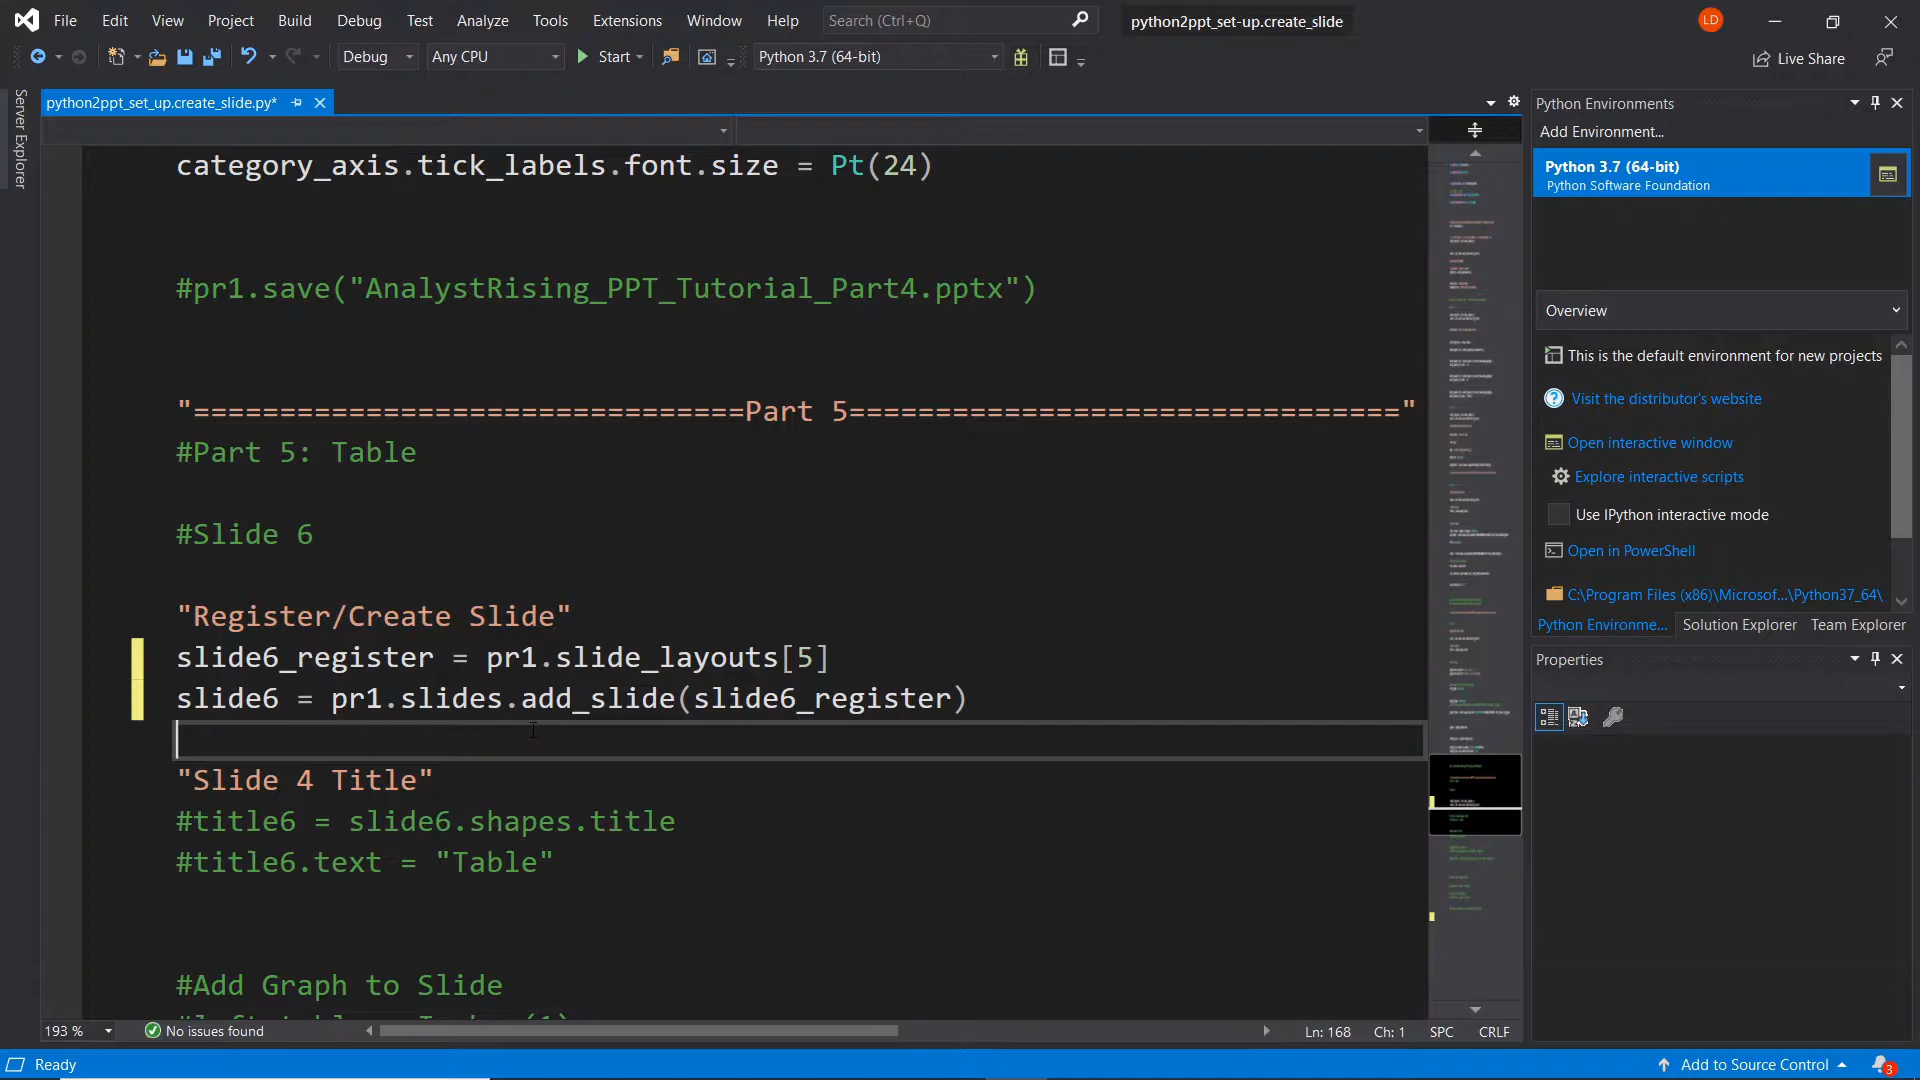 File Edit View Project Build Debug Test Analyze Tools Extensions Window Help Search (Ctrl+Q) python2ppt_set-up.create_slide LD
Debug Any CPU Start Python 3.7 (64-bit) Live Share
Server Explorer
python2ppt_set_up.create_slide.py*
category_axis.tick_labels.font.size = Pt(24)
#pr1.save("AnalystRising_PPT_Tutorial_Part4.pptx")
"================================Part 5================================"
#Part 5: Table
#Slide 6
"Register/Create Slide"
slide6_register = pr1.slide_layouts[5]
slide6 = pr1.slides.add_slide(slide6_register)
"Slide 4 Title"
#title6 = slide6.shapes.title
#title6.text = "Table"
#Add Graph to Slide
193 % No issues found Ln: 168 Ch: 1 SPC CRLF
Python Environments
Add Environment...
Python 3.7 (64-bit)
Python Software Foundation
Overview
This is the default environment for new projects
Visit the distributor's website
Open interactive window
Explore interactive scripts
Use IPython interactive mode
Open in PowerShell
C:\Program Files (x86)\Microsof...\Python37_64\
Python Environme... Solution Explorer Team Explorer
Properties
Ready Add to Source Control 3